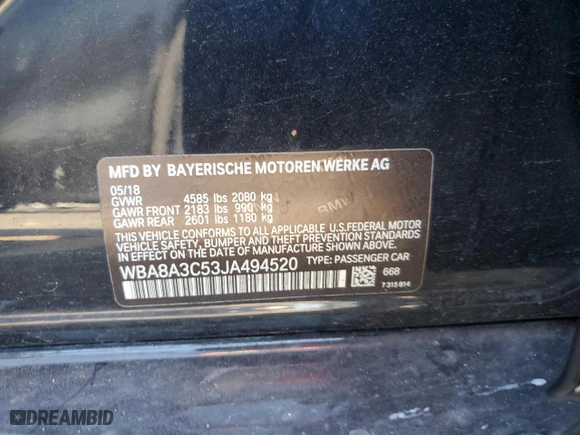 MFD BY BAYERISCHE MOTOREN WERKE AG
05/18
GVWR 4585 lbs 2080 kg
GAWR FRONT 2183 lbs 990 kg
GAWR REAR 2601 lbs 1180 kg
BMW
THIS VEHICLE CONFORMS TO ALL APPLICABLE U.S.FEDERAL MOTOR
VEHICLE SAFETY, BUMPER, AND THEFT PREVENTION STANDARDS
IN EFFECT ON THE DATE OF MANUFACTURE SHOWN ABOVE.
WBA8A3C53JA494520 TYPE: PASSENGER CAR
668
7 315 814
DREAMBID